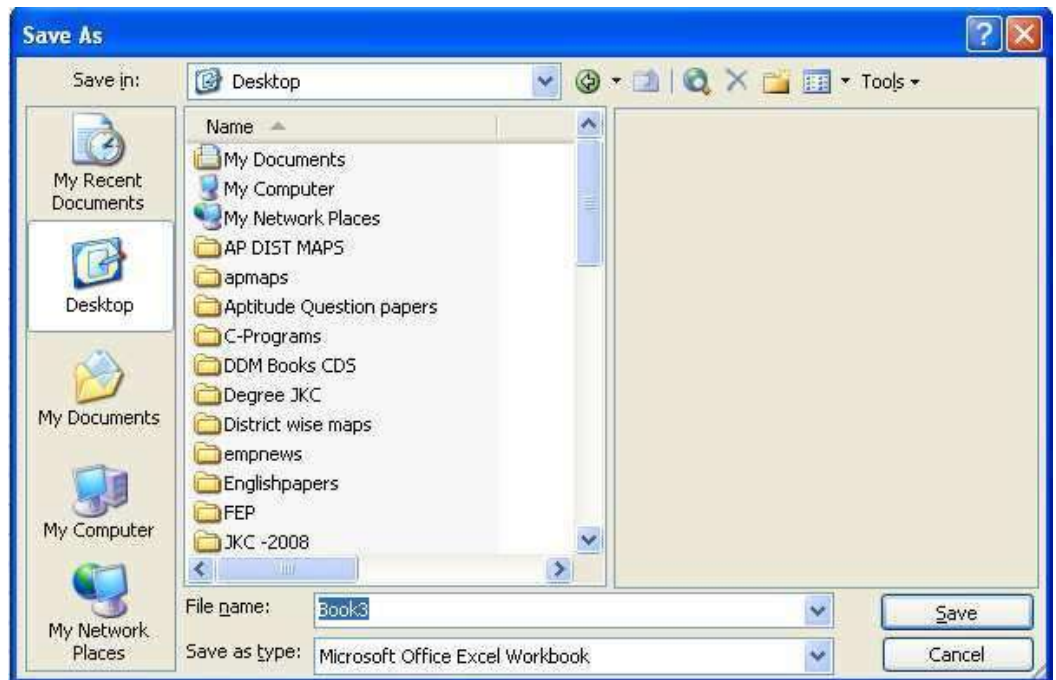 Save As
Save in:
Desktop
Tools
My Recent
Documents
Desktop
My Documents
My Computer
My Network
Places
Name
My Documents
My Computer
My Network Places
AP DIST MAPS
apmaps
Aptitude Question papers
C-Programs
DDM Books CDS
Degree JKC
District wise maps
empnews
Englishpapers
FEP
JKC -2008
File name:
Book3
Save
Save as type:
Microsoft Office Excel Workbook
Cancel